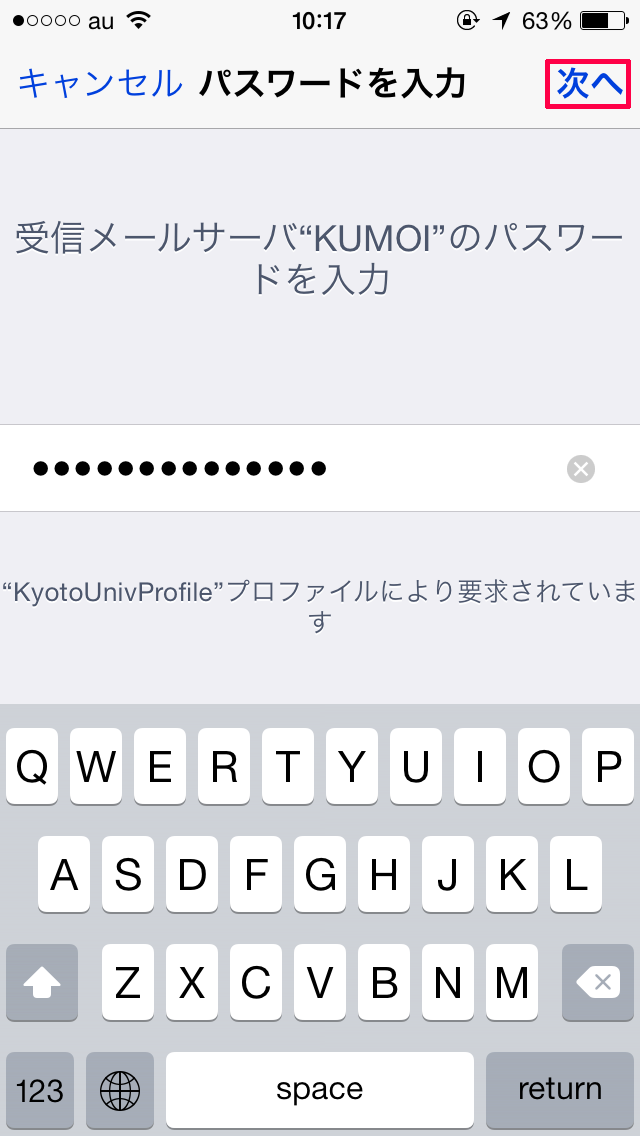 au 10:17 63%
キャンセル パスワードを入力 次へ
受信メールサーバ“KUMOI”のパスワー
ドを入力
●●●●●●●●●●●●●●
“KyotoUnivProfile”プロファイルにより要求されていま
す
Q W E R T Y U I O P
A S D F G H J K L
Z X C V B N M
123 space return